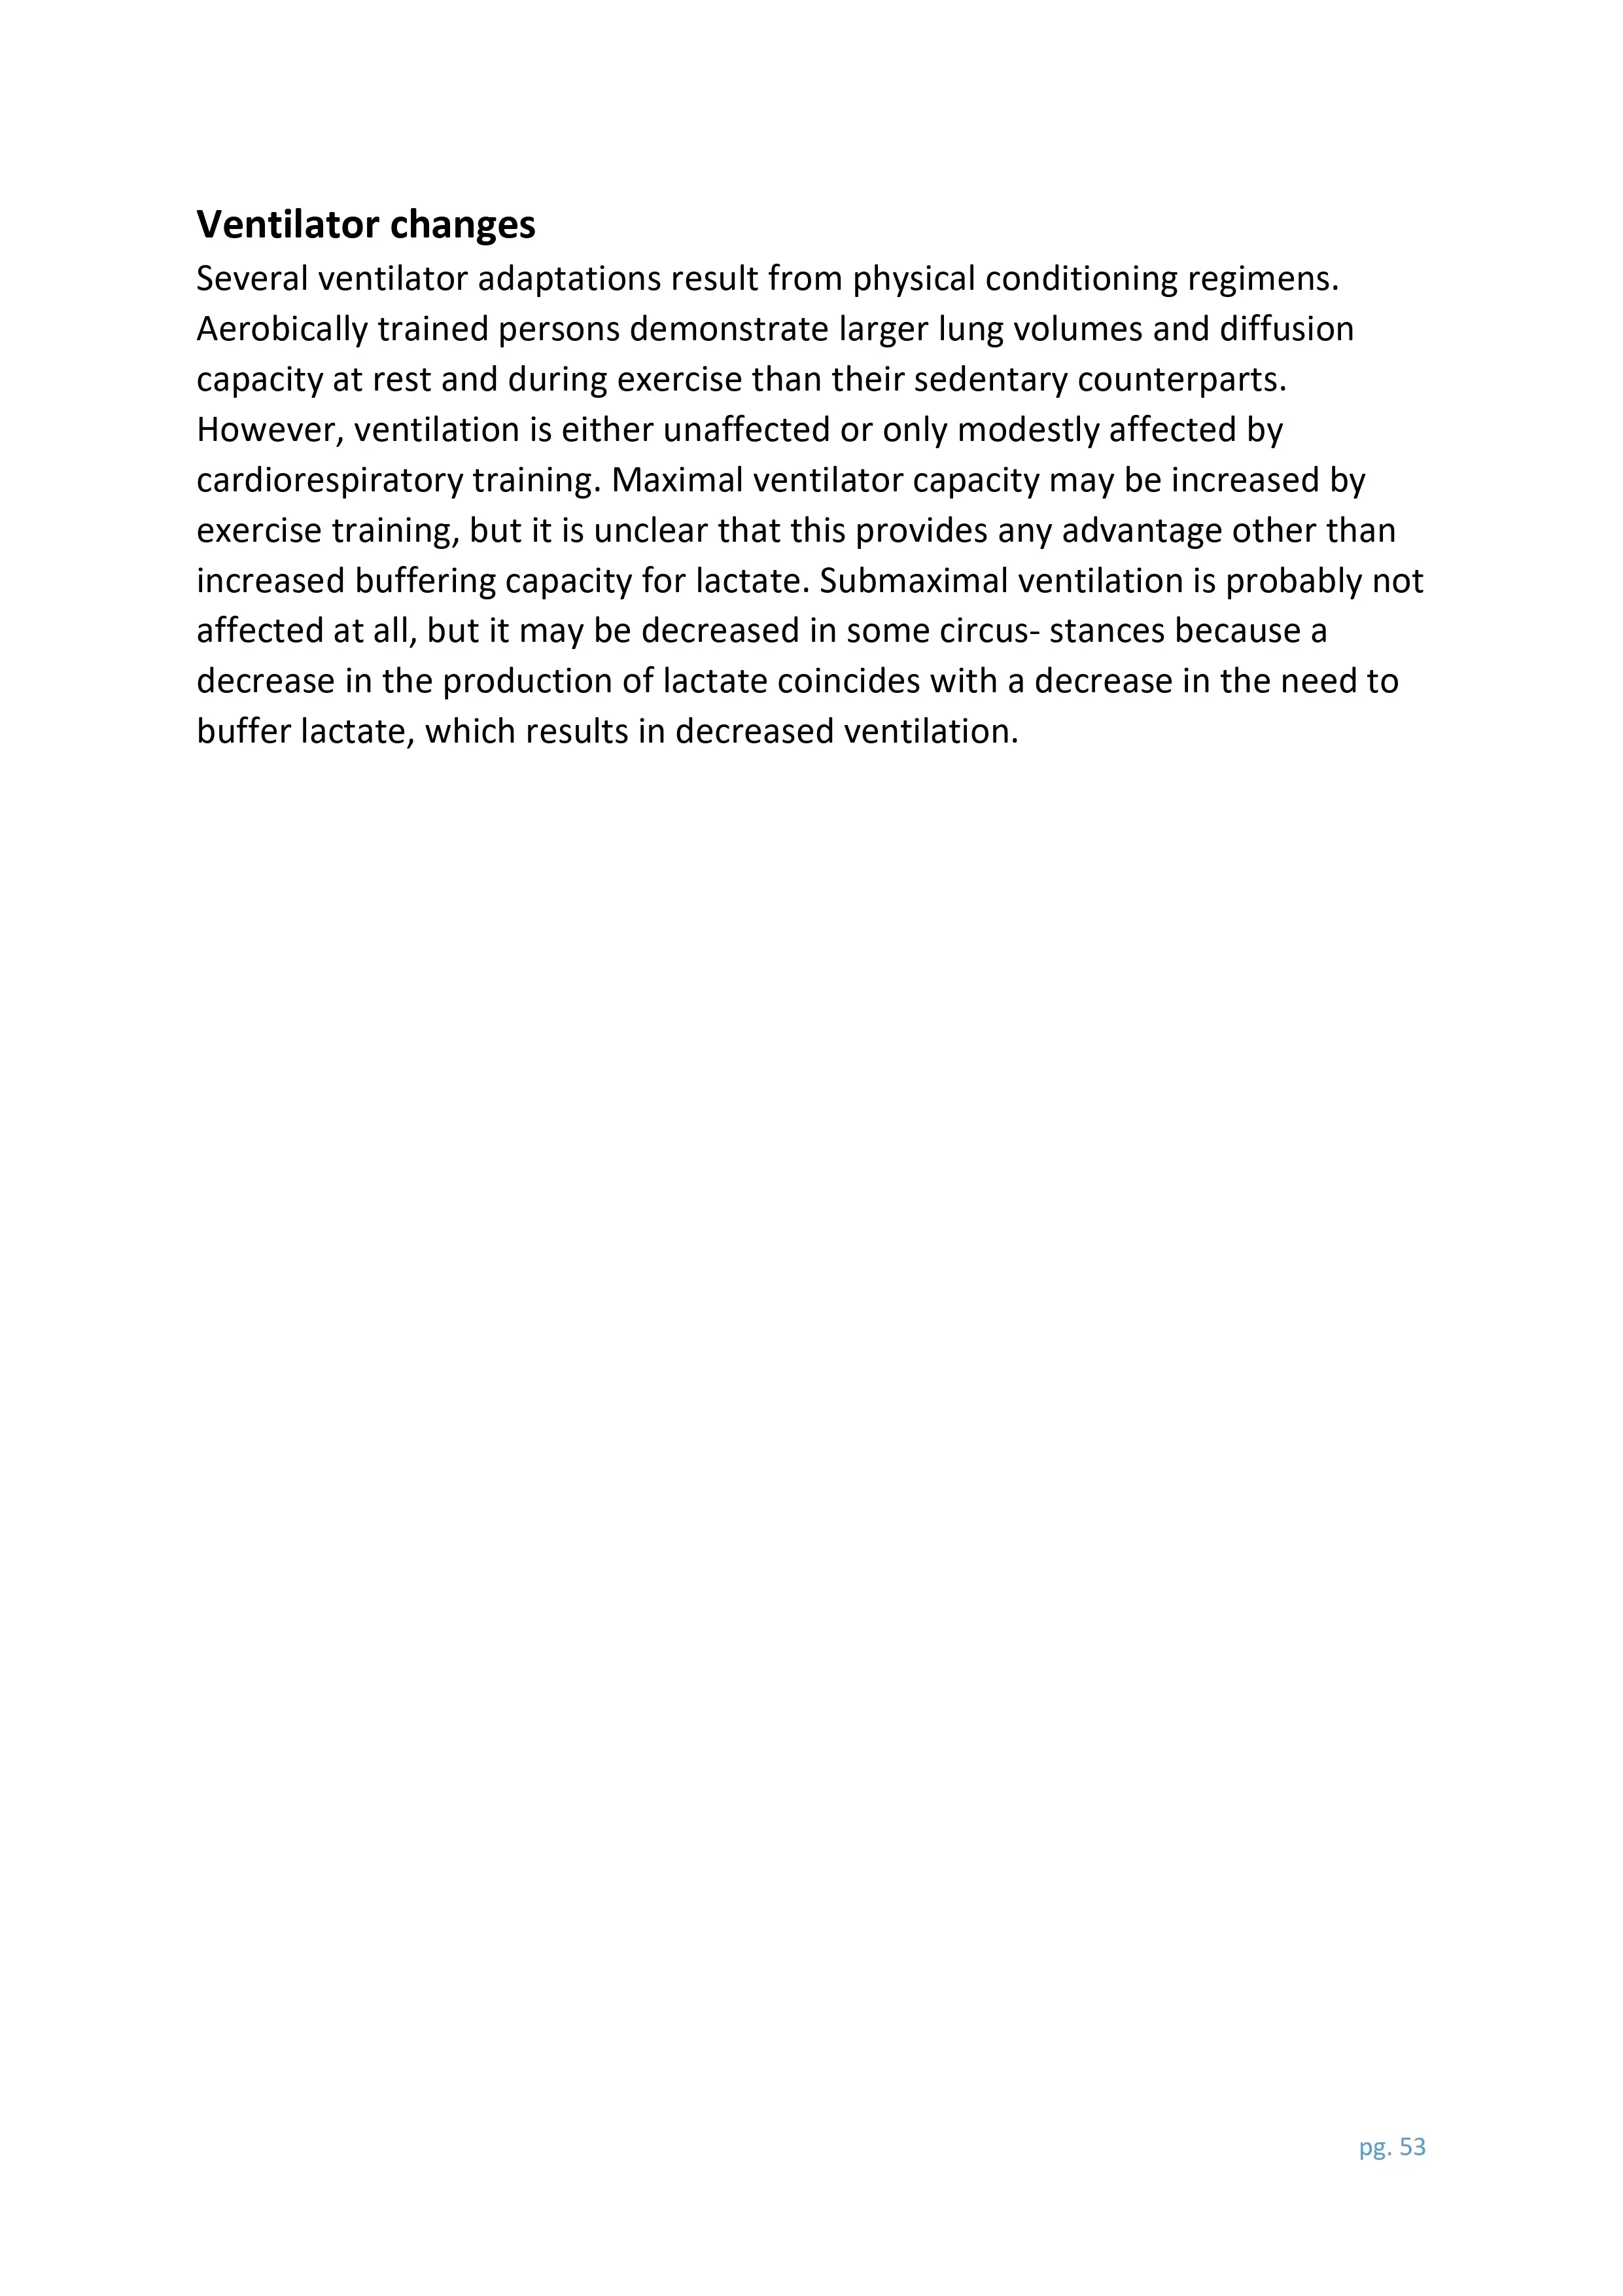 Ventilator changes
Several ventilator adaptations result from physical conditioning regimens.
Aerobically trained persons demonstrate larger lung volumes and diffusion
capacity at rest and during exercise than their sedentary counterparts.
However, ventilation is either unaffected or only modestly affected by
cardiorespiratory training. Maximal ventilator capacity may be increased by
exercise training, but it is unclear that this provides any advantage other than
increased buffering capacity for lactate. Submaximal ventilation is probably not
affected at all, but it may be decreased in some circus- stances because a
decrease in the production of lactate coincides with a decrease in the need to
buffer lactate, which results in decreased ventilation.
pg. 53